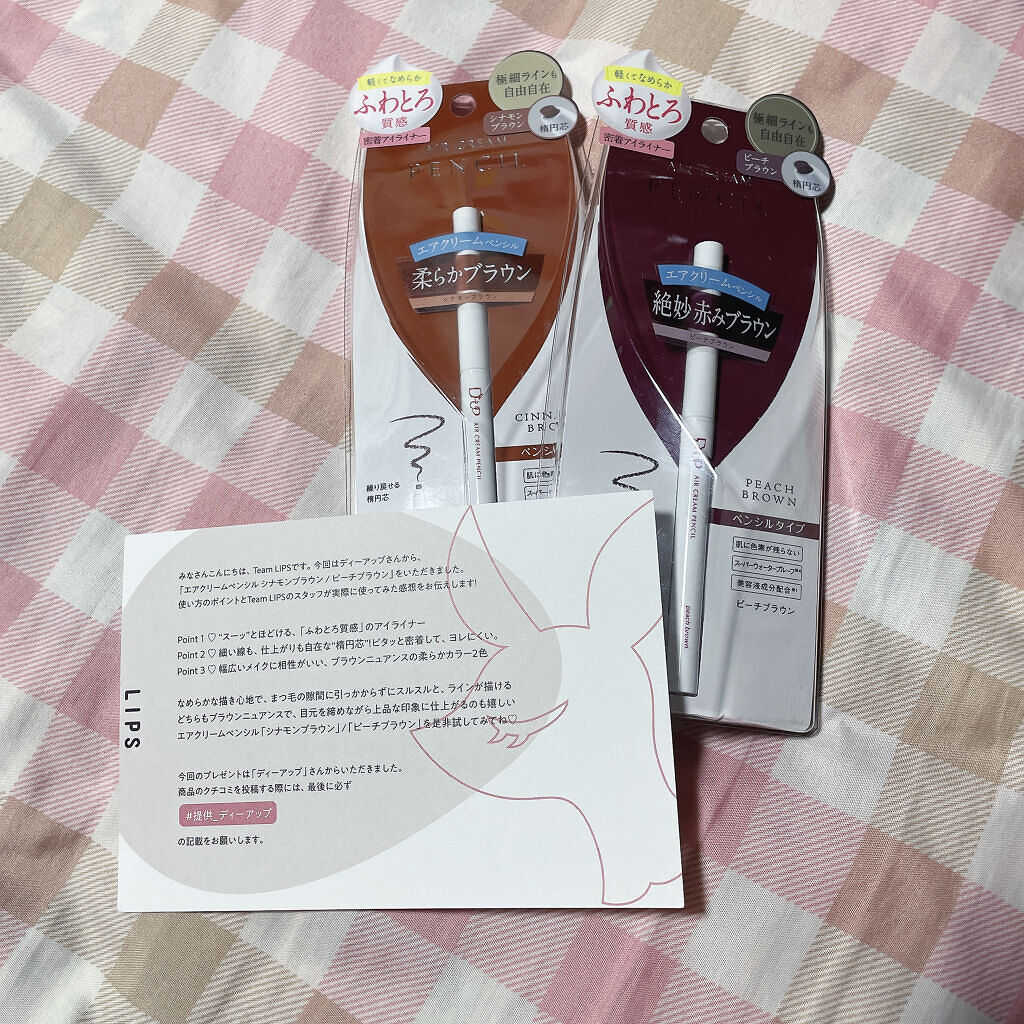 軽くてなめらか
ふわとろ
質感
密着アイライナー
極細ラインも
自由自在
シナモン
ブラウン
楕円芯
AIR CREAM
PENCIL
エアクリームペンシル
柔らかブラウン
シナモンブラウン
D-UP AIR CREAM PENCIL
繰り戻せる
楕円芯
軽くてなめらか
ふわとろ
質感
密着アイライナー
極細ラインも
自由自在
ピーチ
ブラウン
楕円芯
AIR CREAM
PENCIL
エアクリームペンシル
絶妙赤みブラウン
ピーチブラウン
D-UP AIR CREAM PENCIL
peach brown
PEACH
BROWN
ペンシルタイプ
肌に色素が残らない
スーパーウォータープルーフ
美容液成分配合
ピーチブラウン
LIPS
みなさんこんにちは、Team LIPSです。今回はディーアップさんから、
「エアクリームペンシル シナモンブラウン / ピーチブラウン」をいただきました。
使い方のポイントとTeam LIPSのスタッフが実際に使ってみた感想をお伝えします!
Point 1 ♡ “スーッ”とほどける、「ふわとろ質感」のアイライナー
Point 2 ♡ 細い線も、仕上がりも自在な“楕円芯”!ピタッと密着して、ヨレにくい。
Point 3 ♡ 幅広いメイクに相性がいい、ブラウンニュアンスの柔らかカラー2色
なめらかな描き心地で、まつ毛の隙間に引っかからずにスルスルと、ラインが描ける
どちらもブラウンニュアンスで、目元を締めながら上品な印象に仕上がるのも嬉しい
エアクリームペンシル「シナモンブラウン」/「ピーチブラウン」を是非試してみてね♡
今回のプレゼントは「ディーアップ」さんからいただきました。
商品のクチコミを投稿する際には、最後に必ず
#提供_ディーアップ
の記載をお願いします。